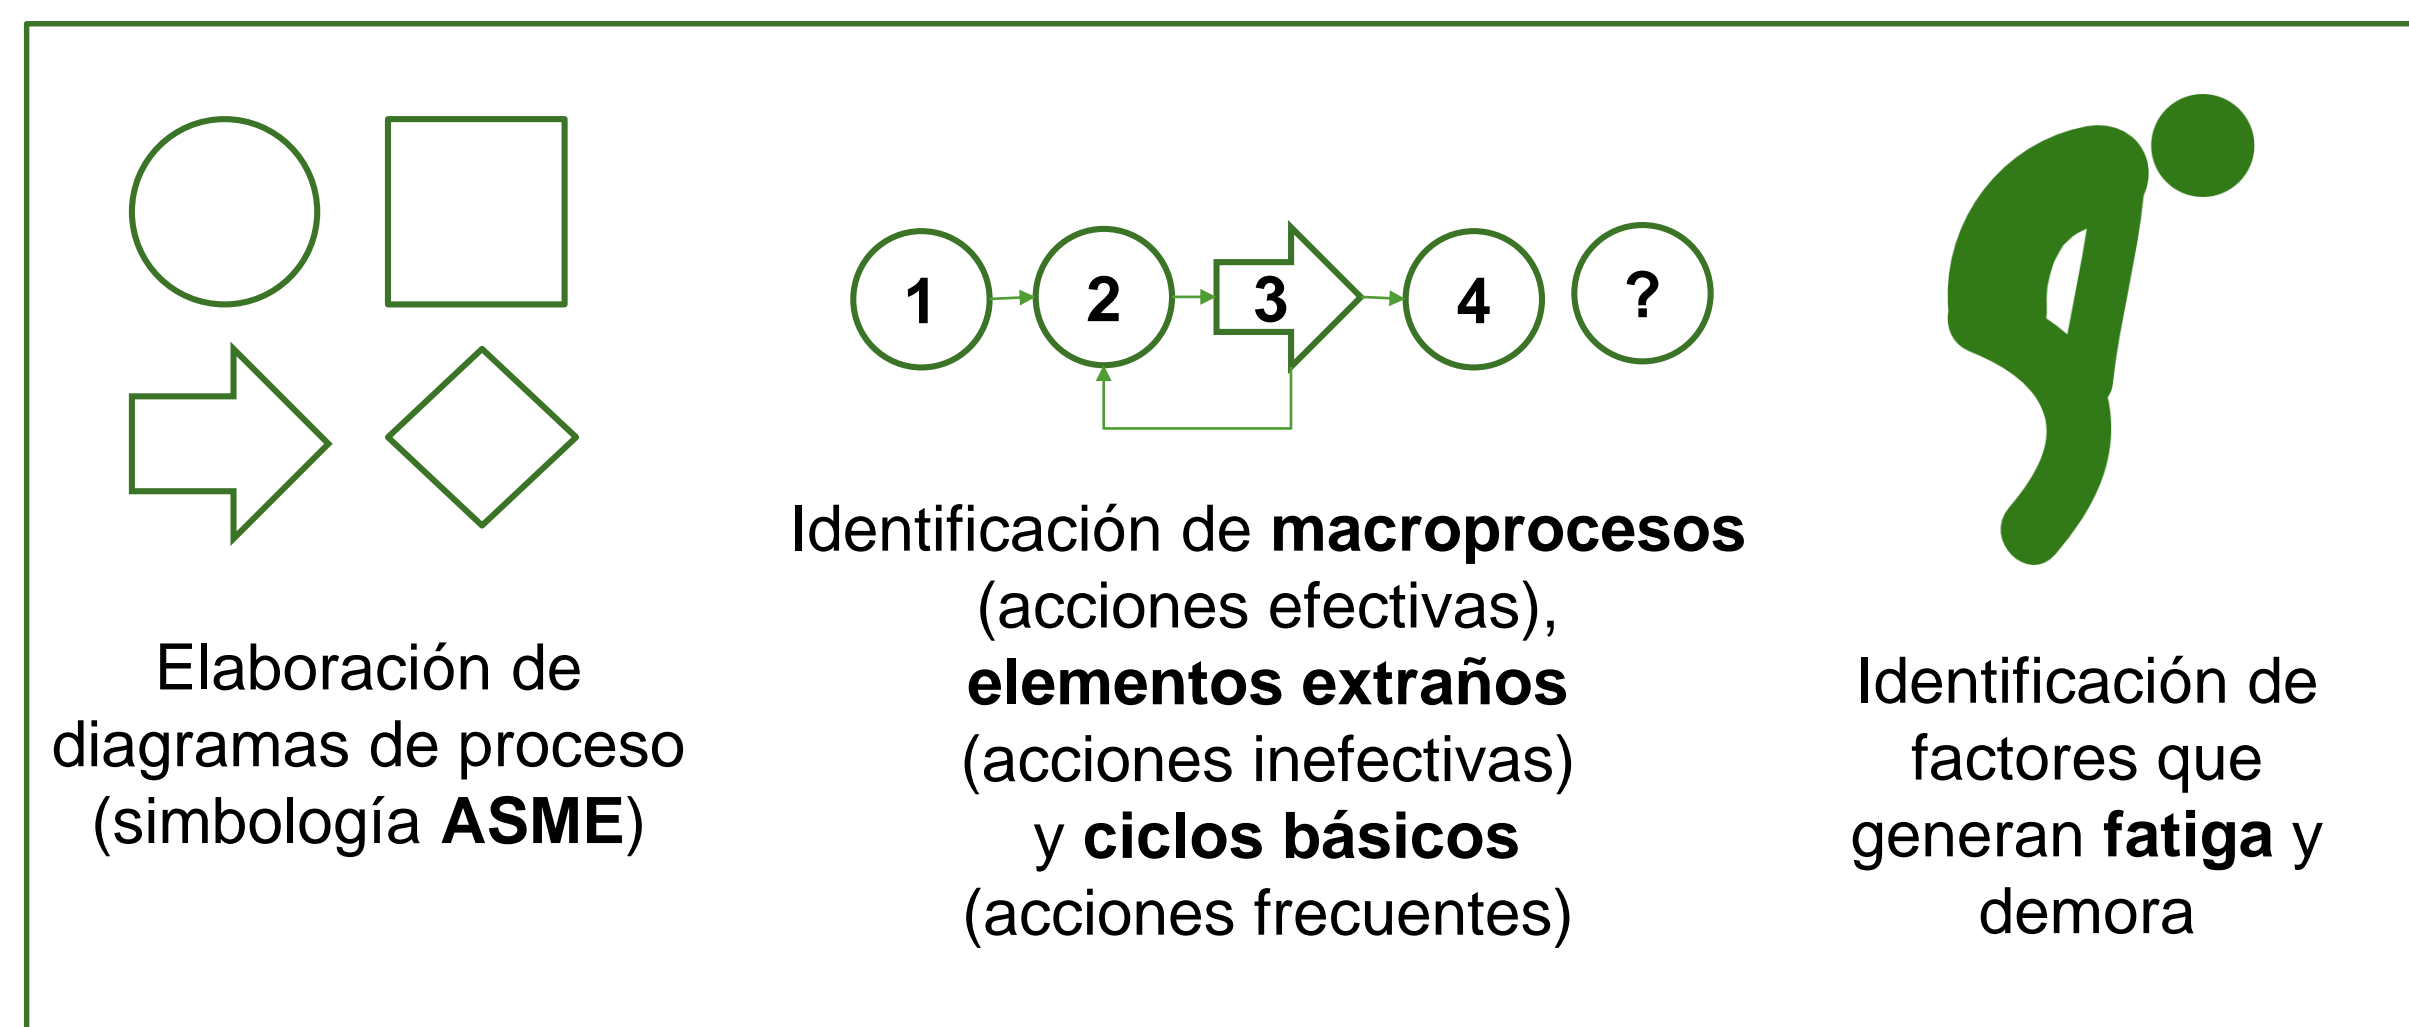 Elaboración de
diagramas de proceso
(simbología ASME)
1 2 3 4 ?
Identificación de macroprocesos
(acciones efectivas),
elementos extraños
(acciones inefectivas)
y ciclos básicos
(acciones frecuentes)
Identificación de
factores que
generan fatiga y
demora